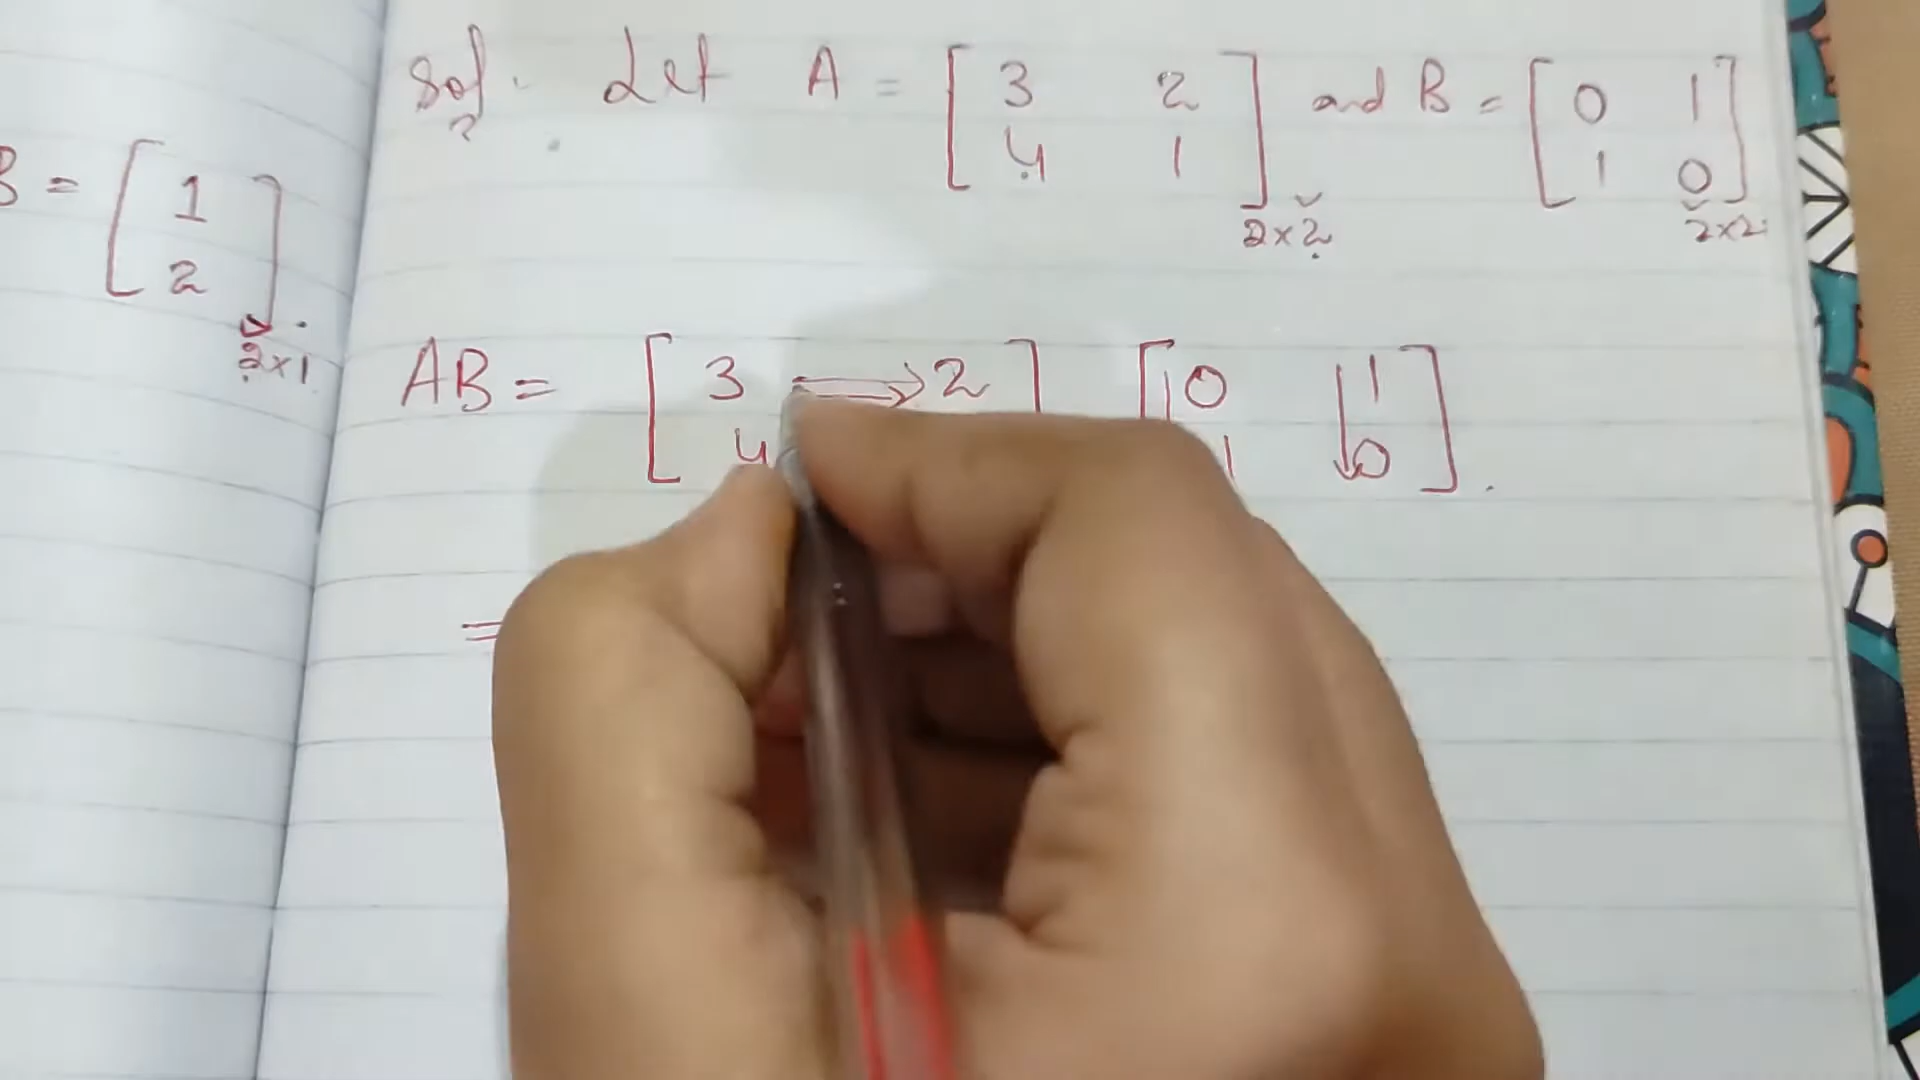 B = [ 1
2 ] 2×1
Sol. Let A = [ 3 2
4 1 ] 2×2 and B = [ 0 1
1 0 ] 2×2
AB = [ 3 2 ] [ 0 1
4 1 0 ]
=